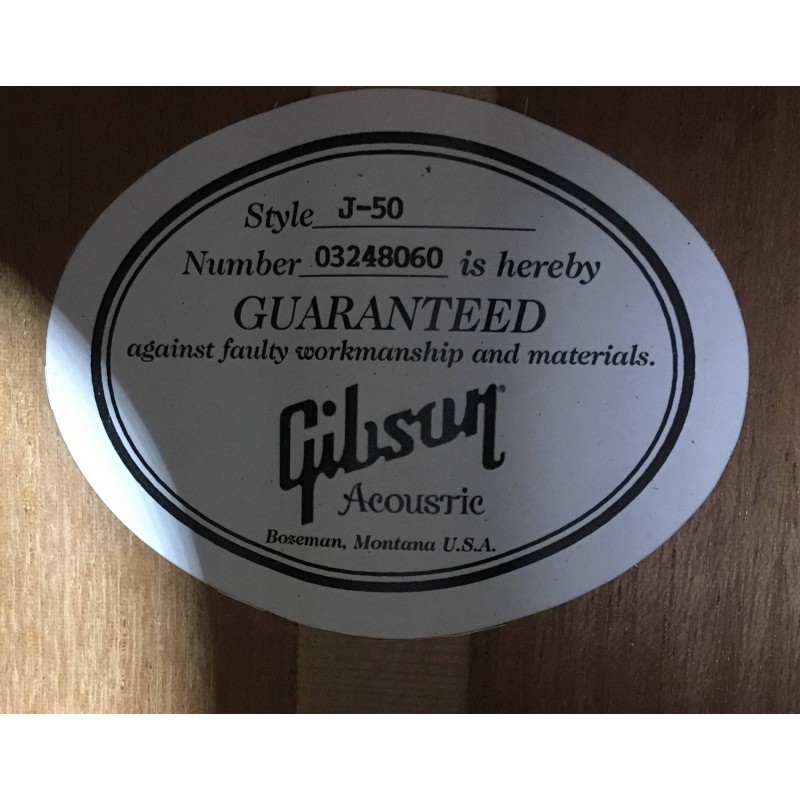 Style J-50
Number 03248060 is hereby
GUARANTEED
against faulty workmanship and materials.
Gibson®
Acoustic
Bozeman, Montana U.S.A.